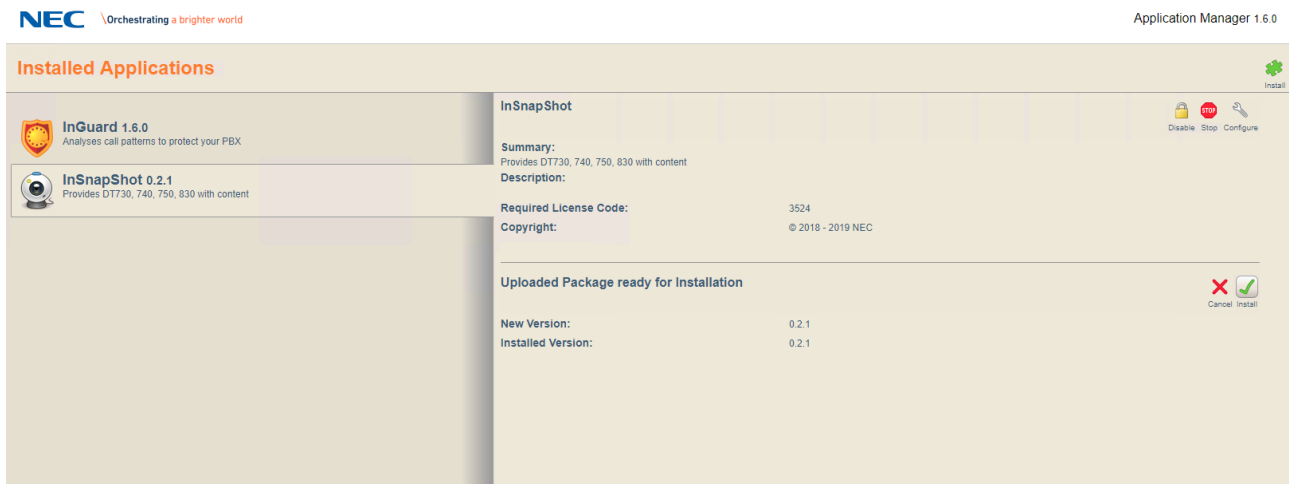 NEC \Orchestrating a brighter world
Application Manager 1.6.0
Installed Applications
Install
InGuard 1.6.0
Analyses call patterns to protect your PBX
InSnapShot 0.2.1
Provides DT730, 740, 750, 830 with content
InSnapShot
STOP
Disable Stop Configure
Summary:
Provides DT730, 740, 750, 830 with content
Description:
Required License Code: 3524
Copyright: © 2018 - 2019 NEC
Uploaded Package ready for Installation
Cancel Install
New Version: 0.2.1
Installed Version: 0.2.1